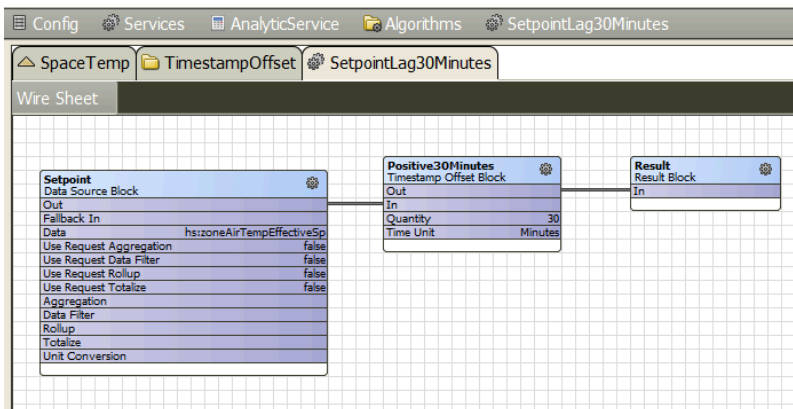 Config Services AnalyticService Algorithms SetpointLag30Minutes
SpaceTemp TimestampOffset SetpointLag30Minutes
Wire Sheet
Setpoint
Data Source Block
Out
Fallback In
Data hs:zoneAirTempEffectiveSp
Use Request Aggregation false
Use Request Data Filter false
Use Request Rollup false
Use Request Totalize false
Aggregation
Data Filter
Rollup
Totalize
Unit Conversion
Positive30Minutes
Timestamp Offset Block
Out
In
Quantity 30
Time Unit Minutes
Result
Result Block
In